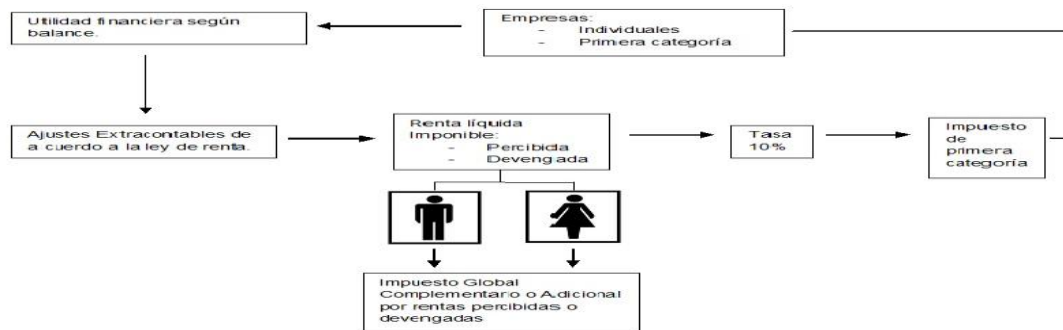 Utilidad financiera según
balance.
Empresas:
- Individuales
- Primera categoría
Ajustes Extracontables de
a cuerdo a la ley de renta.
Renta líquida
Imponible:
- Percibida
- Devengada
Tasa
10%
Impuesto
de
primera
categoría
Impuesto Global
Complementario o Adicional
por rentas percibidas o
devengadas